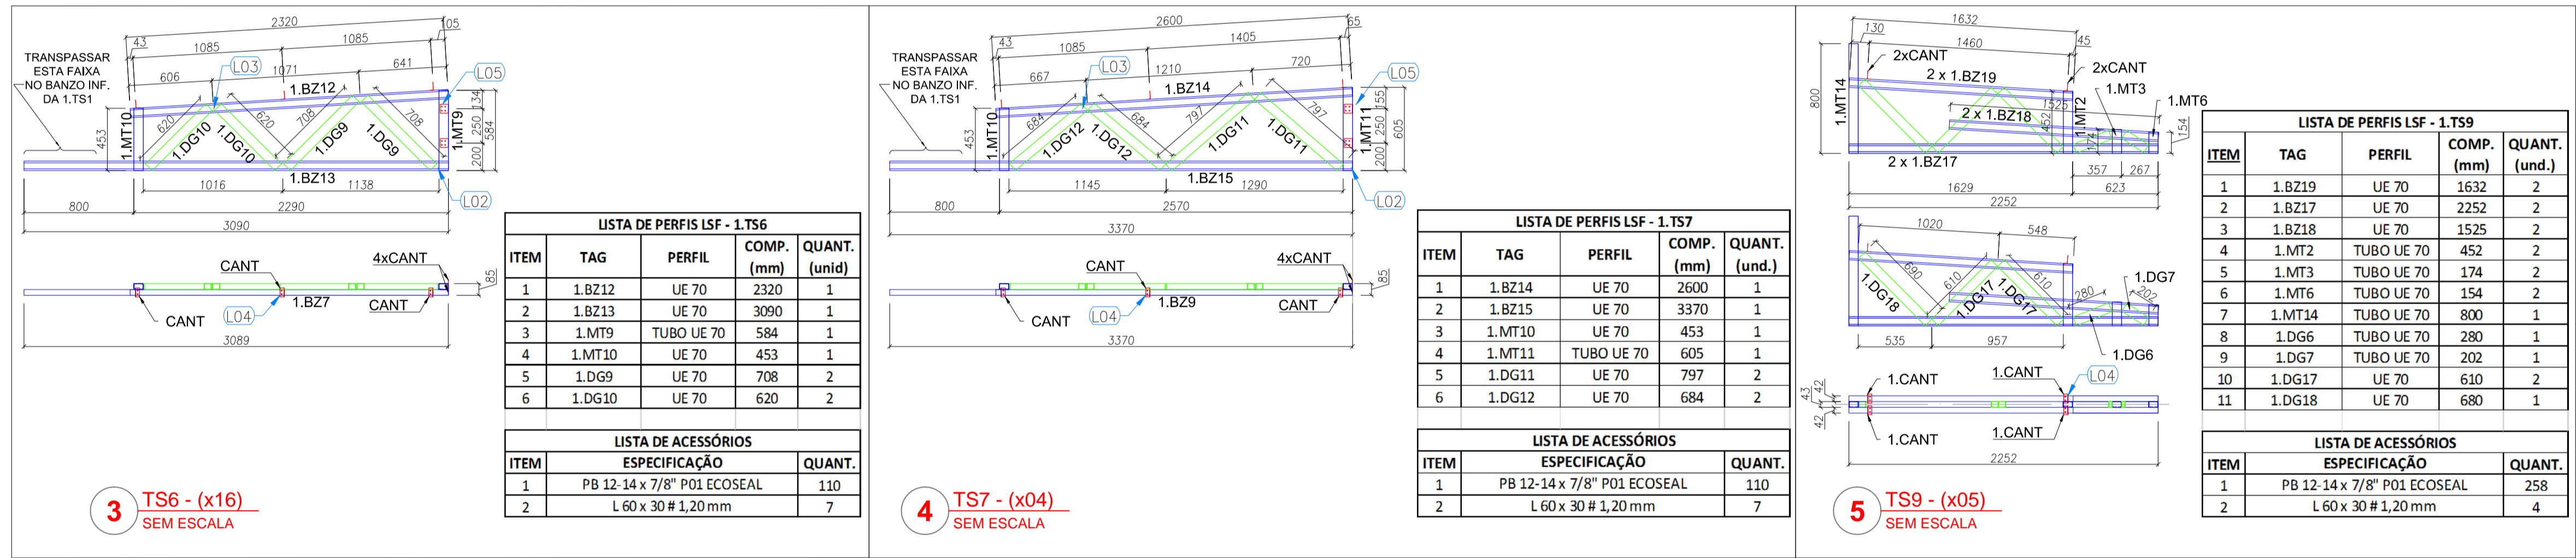 2320
43
105
1085
1085
TRANSPASSAR
ESTA FAIXA
NO BANZO INF.
DA 1.TS1
606
L03
1071
641
L05
1.BZ12
453
1.MT10
620
1.DG10
1.DG10
620
708
1.DG9
1.DG9
708
1.MT9
134
250
200
584
1016
1.BZ13
1138
L02
800
2290
3090
CANT
4xCANT
85
1.BZ7
CANT
L04
CANT
3089
LISTA DE PERFIS LSF - 1.TS6
ITEM TAG PERFIL COMP. (mm) QUANT. (unid)
1 1.BZ12 UE 70 2320 1
2 1.BZ13 UE 70 3090 1
3 1.MT9 TUBO UE 70 584 1
4 1.MT10 UE 70 453 1
5 1.DG9 UE 70 708 2
6 1.DG10 UE 70 620 2
LISTA DE ACESSÓRIOS
ITEM ESPECIFICAÇÃO QUANT.
1 PB 12-14 x 7/8" P01 ECOSEAL 110
2 L 60 x 30 # 1,20 mm 7
3 TS6 - (x16)
SEM ESCALA
2600
43
65
1085
1405
TRANSPASSAR
ESTA FAIXA
NO BANZO INF.
DA 1.TS1
667
L03
1210
720
L05
1.BZ14
453
1.MT10
684
1.DG12
1.DG12
684
797
1.DG11
1.DG11
797
1.MT11
155
250
200
605
1145
1.BZ15
1290
L02
800
2570
3370
CANT
4xCANT
85
1.BZ9
CANT
L04
CANT
3370
LISTA DE PERFIS LSF - 1.TS7
ITEM TAG PERFIL COMP. (mm) QUANT. (und.)
1 1.BZ14 UE 70 2600 1
2 1.BZ15 UE 70 3370 1
3 1.MT10 UE 70 453 1
4 1.MT11 TUBO UE 70 605 1
5 1.DG11 UE 70 797 2
6 1.DG12 UE 70 684 2
LISTA DE ACESSÓRIOS
ITEM ESPECIFICAÇÃO QUANT.
1 PB 12-14 x 7/8" P01 ECOSEAL 110
2 L 60 x 30 # 1,20 mm 7
4 TS7 - (x04)
SEM ESCALA
1632
130
1460
45
2xCANT
2xCANT
2 x 1.BZ19
1.MT3
1.MT6
800
1.MT14
1525
2 x 1.BZ18
452
1.MT2
174
154
2 x 1.BZ17
357
267
1629
623
2252
1020
548
690
1.DG18
610
1.DG17
1.DG17
610
280
1.DG7
202
535
957
1.DG6
1.CANT
1.CANT
L04
43
42
42
1.CANT
1.CANT
2252
LISTA DE PERFIS LSF - 1.TS9
ITEM TAG PERFIL COMP. (mm) QUANT. (und.)
1 1.BZ19 UE 70 1632 2
2 1.BZ17 UE 70 2252 2
3 1.BZ18 UE 70 1525 2
4 1.MT2 TUBO UE 70 452 2
5 1.MT3 TUBO UE 70 174 2
6 1.MT6 TUBO UE 70 154 2
7 1.MT14 TUBO UE 70 800 1
8 1.DG6 TUBO UE 70 280 1
9 1.DG7 TUBO UE 70 202 1
10 1.DG17 UE 70 610 2
11 1.DG18 UE 70 680 1
LISTA DE ACESSÓRIOS
ITEM ESPECIFICAÇÃO QUANT.
1 PB 12-14 x 7/8" P01 ECOSEAL 258
2 L 60 x 30 # 1,20 mm 4
5 TS9 - (x05)
SEM ESCALA